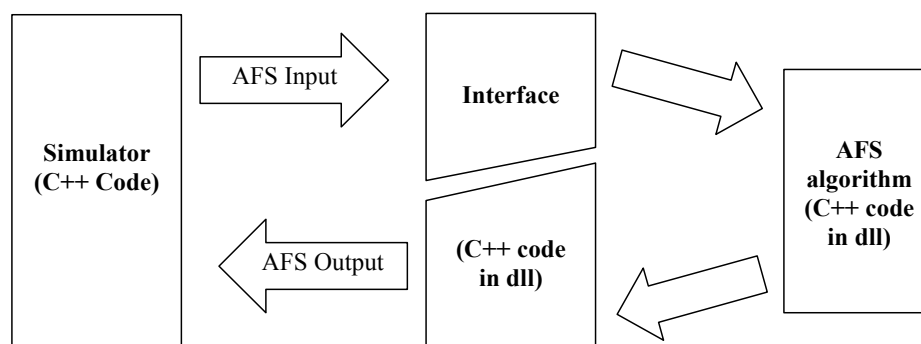 Simulator
(C++ Code)
AFS Input
AFS Output
Interface
(C++ code
in dll)
AFS
algorithm
(C++ code
in dll)